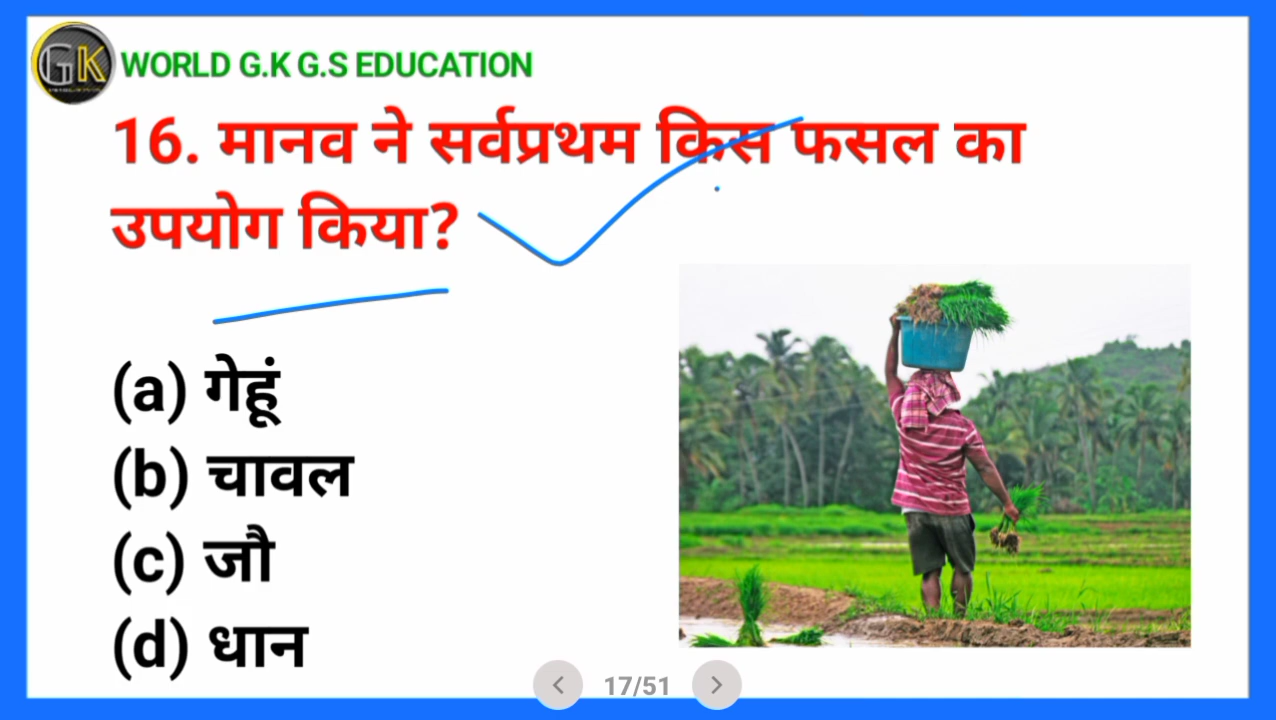 GK
WORLD G.K G.S EDUCATION
16. मानव ने सर्वप्रथम किस फसल का
उपयोग किया?
(a) गेहूं
(b) चावल
(c) जौ
(d) धान
17/51